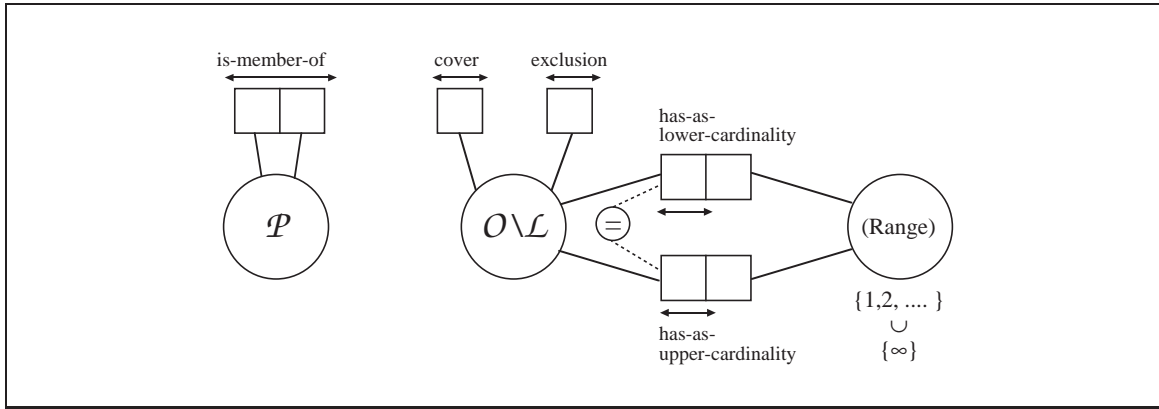 is-member-of
cover
exclusion
has-as-
lower-cardinality
𝒫
𝒪\ℒ
=
(Range)
{1,2, .... }
∪
{∞}
has-as-
upper-cardinality